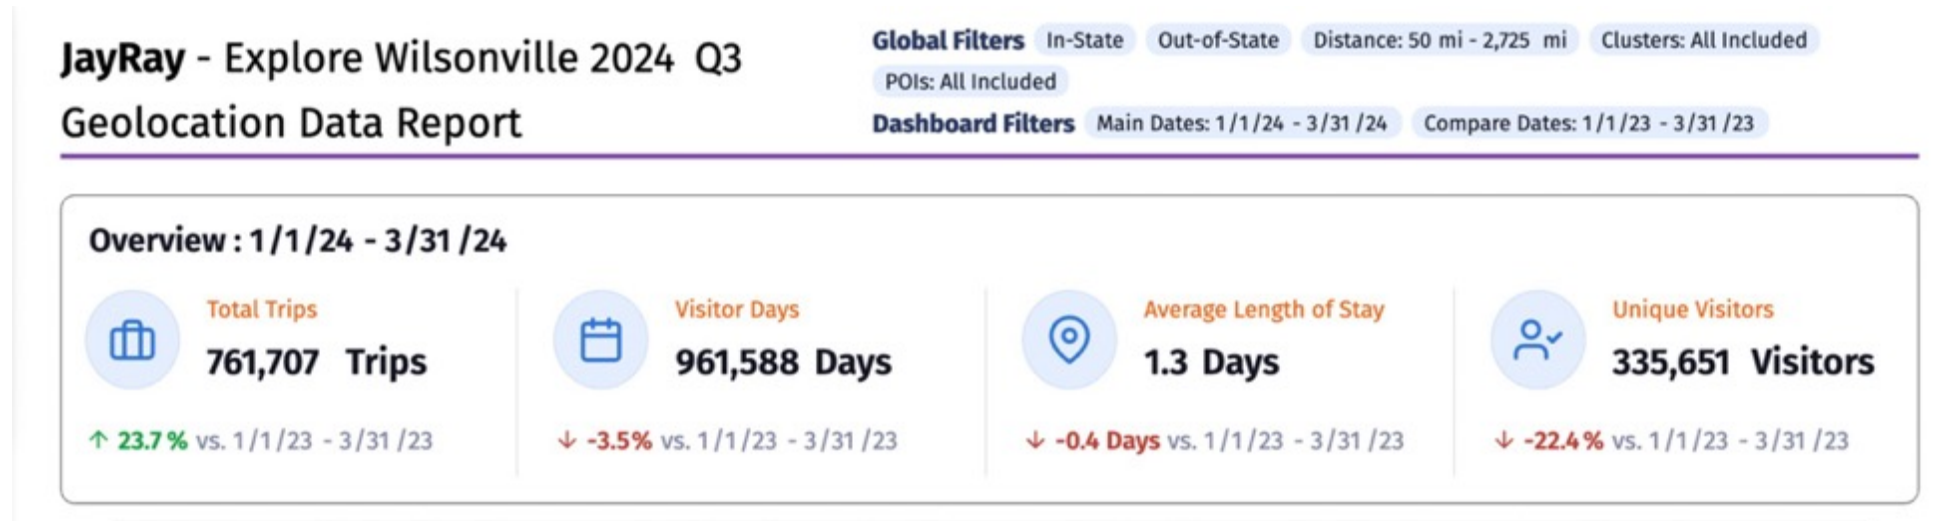 JayRay - Explore Wilsonville 2024 Q3
Geolocation Data Report
Global Filters In-State Out-of-State Distance: 50 mi - 2,725 mi Clusters: All Included
POIs: All Included
Dashboard Filters Main Dates: 1/1/24 - 3/31/24 Compare Dates: 1/1/23 - 3/31/23
Overview : 1/1/24 - 3/31/24
Total Trips
761,707 Trips
↑ 23.7% vs. 1/1/23 - 3/31/23
Visitor Days
961,588 Days
↓ -3.5% vs. 1/1/23 - 3/31/23
Average Length of Stay
1.3 Days
↓ -0.4 Days vs. 1/1/23 - 3/31/23
Unique Visitors
335,651 Visitors
↓ -22.4% vs. 1/1/23 - 3/31/23